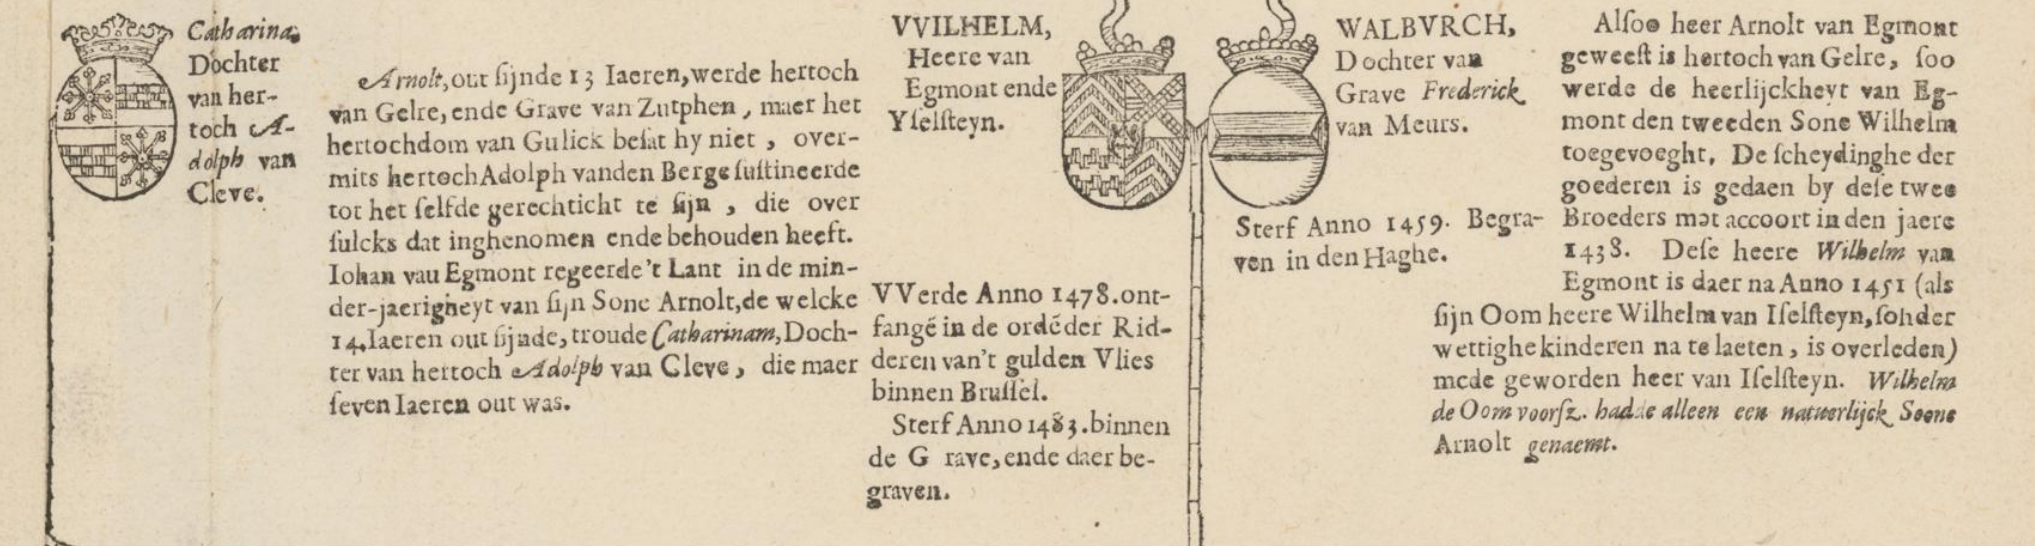 Catharina,
Dochter
van her-
toch A-
dolph van
Cleve.
Arnolt, out ſijnde 13 Iaeren, werde hertoch
van Gelre, ende Grave van Zutphen, maer het
hertochdom van Gulick beſat hy niet, over-
mits hertoch Adolph vanden Berge ſuſtineerde
tot het ſelfde gerechticht te ſijn, die over
ſulcks dat inghenomen ende behouden heeft.
Iohan vau Egmont regeerde 't Lant in de min-
der-jaerigheyt van ſijn Sone Arnolt, de welcke
14. Iaeren out ſijnde, troude Catharinam, Doch-
ter van hertoch Adolph van Cleve, die maer
ſeven Iaeren out was.
VVILHELM,
Heere van
Egmont ende
Yſelſteyn.
VVerde Anno 1478. ont-
fangē in de ordē der Rid-
deren van't gulden Vlies
binnen Bruſſel.
Sterf Anno 1483. binnen
de G rave, ende daer be-
graven.
WALBVRCH,
Dochter van
Grave Frederick
van Meurs.
Sterf Anno 1459. Begra-
ven in den Haghe.
Alſoo heer Arnolt van Egmont
geweeſt is hertoch van Gelre, ſoo
werde de heerlijckheyt van Eg-
mont den tweeden Sone Wilhelm
toegevoeght. De ſcheydinghe der
goederen is gedaen by deſe twee
Broeders met accoort in den jaere
1438. Deſe heere Wilhelm van
Egmont is daer na Anno 1451 (als
ſijn Oom heere Wilhelm van Iſelſteyn, ſonder
wettighe kinderen na te laeten, is overleden)
mede geworden heer van Iſelſteyn. Wilhelm
de Oom voorſz. hadde alleen een natuerlijck Soone
Arnolt genaemt.